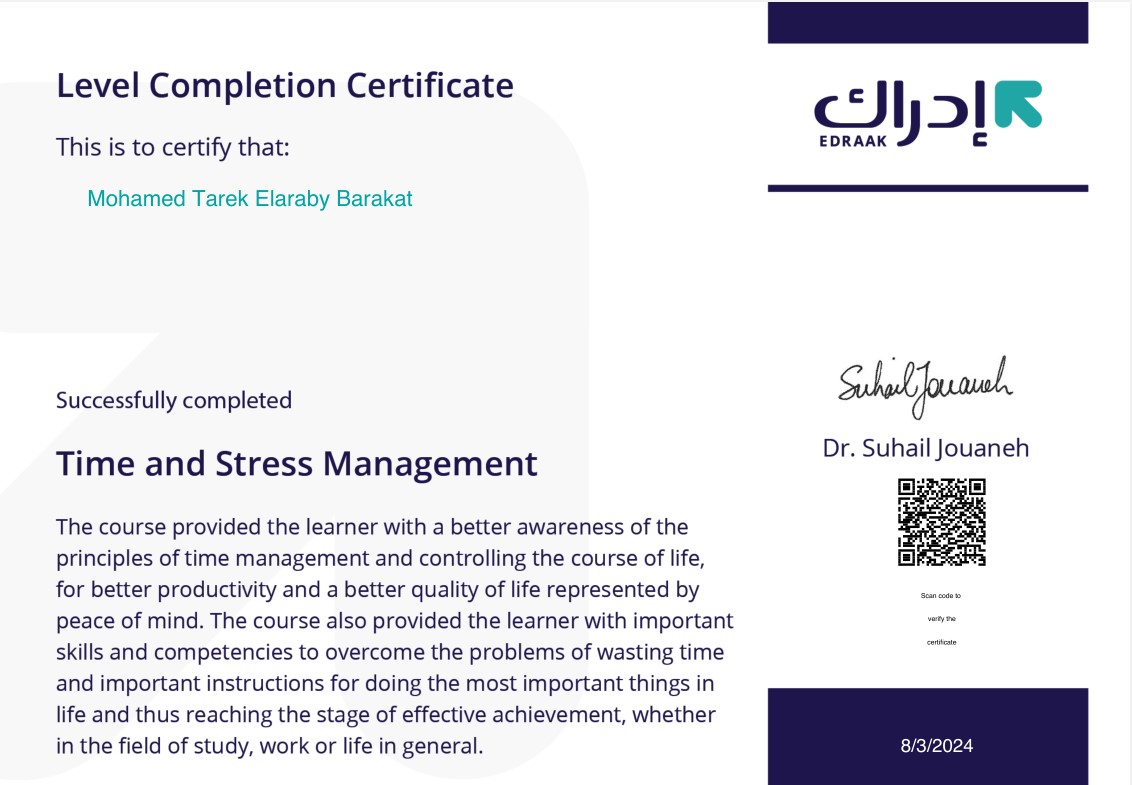 Level Completion Certificate
This is to certify that:
Mohamed Tarek Elaraby Barakat
Successfully completed
Time and Stress Management
The course provided the learner with a better awareness of the
principles of time management and controlling the course of life,
for better productivity and a better quality of life represented by
peace of mind. The course also provided the learner with important
skills and competencies to overcome the problems of wasting time
and important instructions for doing the most important things in
life and thus reaching the stage of effective achievement, whether
in the field of study, work or life in general.
إدراك
EDRAAK
Suhail Jouaneh
Dr. Suhail Jouaneh
Scan code to
verify the
certificate
8/3/2024